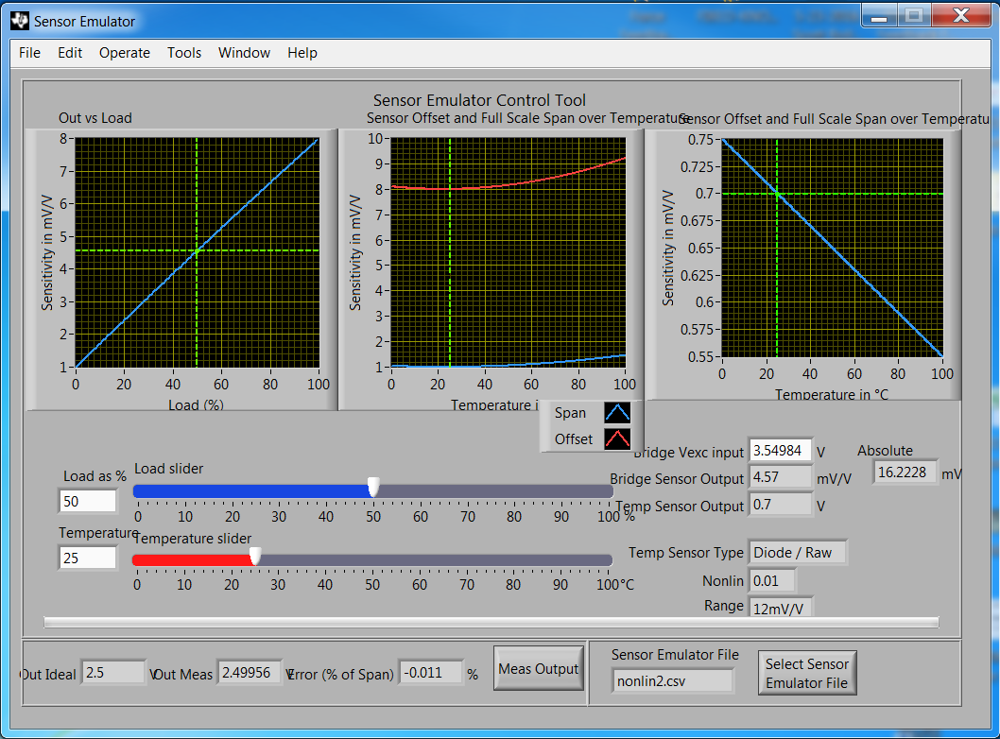 Sensor Emulator
File Edit Operate Tools Window Help
Sensor Emulator Control Tool
Out vs Load
Sensor Offset and Full Scale Span over Temperature
Sensor Offset and Full Scale Span over Temperatu
Sensitivity in mV/V
8
7
6
5
4
3
2
1
0 20 40 60 80 100
Load (%)
Sensitivity in mV/V
10
9
8
7
6
5
4
3
2
1
0 20 40 60 80 100
Temperature i
Span
Offset
Sensitivity in mV/V
0.75
0.725
0.7
0.675
0.65
0.625
0.6
0.575
0.55
0 20 40 60 80 100
Temperature in °C
Load as %
50
Load slider
0 10 20 30 40 50 60 70 80 90 100 %
Temperature
25
Temperature slider
0 10 20 30 40 50 60 70 80 90 100°C
Bridge Vexc input 3.54984 V
Bridge Sensor Output 4.57 mV/V
Temp Sensor Output 0.7 V
Absolute
16.2228 mV
Temp Sensor Type Diode / Raw
Nonlin 0.01
Range 12mV/V
Out Ideal 2.5 V
Out Meas 2.49956 V
Error (% of Span) -0.011 %
Meas Output
Sensor Emulator File
nonlin2.csv
Select Sensor
Emulator File